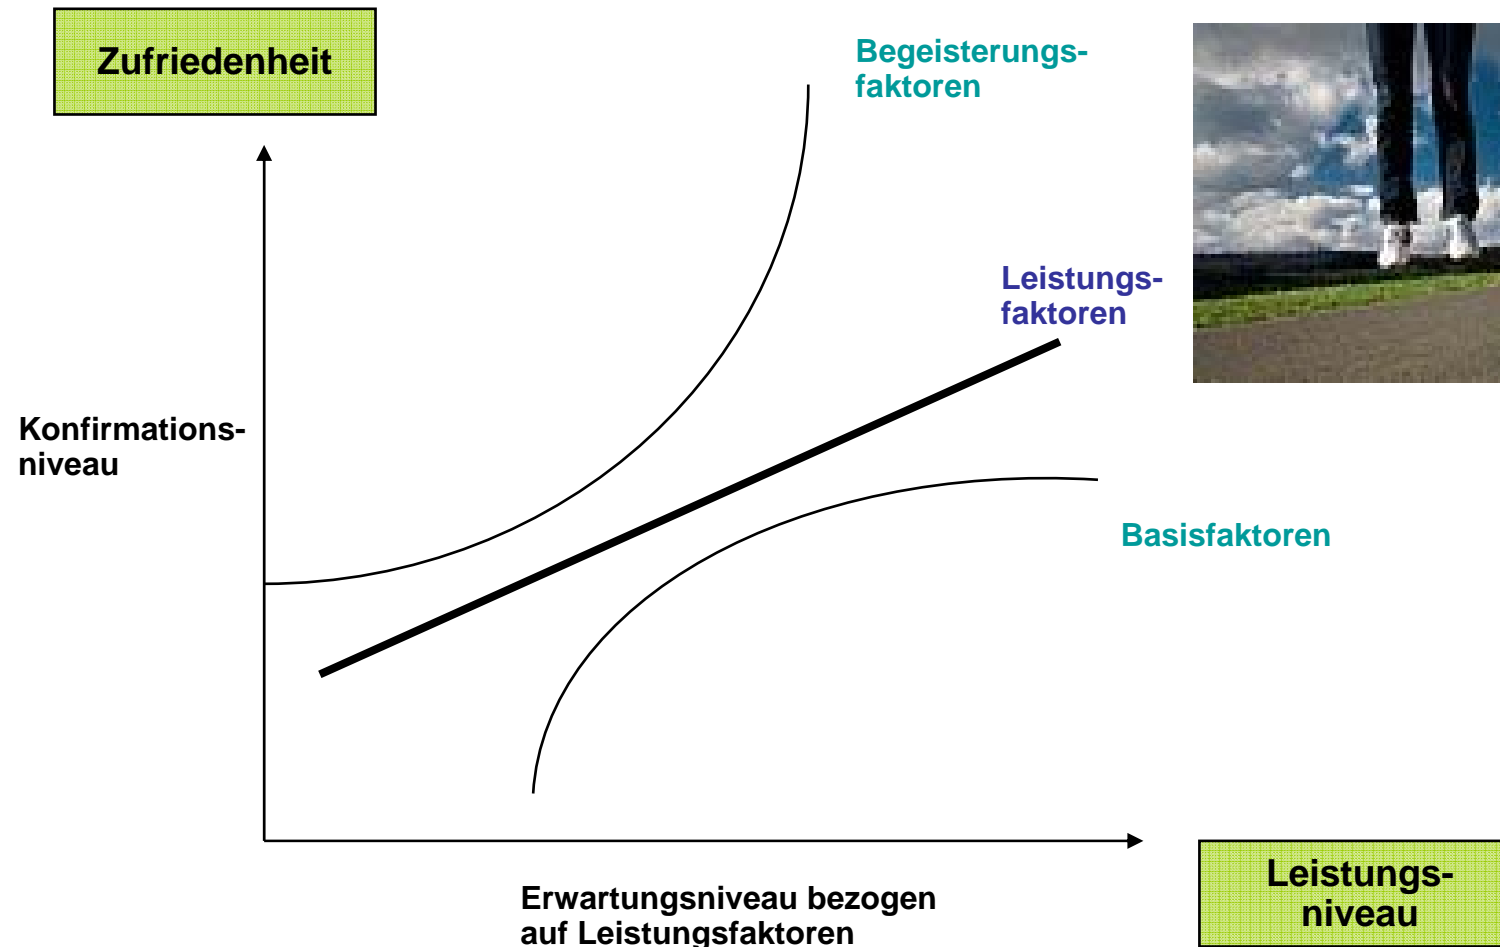 Zufriedenheit
Begeisterungs-
faktoren
Leistungs-
faktoren
Konfirmations-
niveau
Basisfaktoren
Erwartungsniveau bezogen
auf Leistungsfaktoren
Leistungs-
niveau